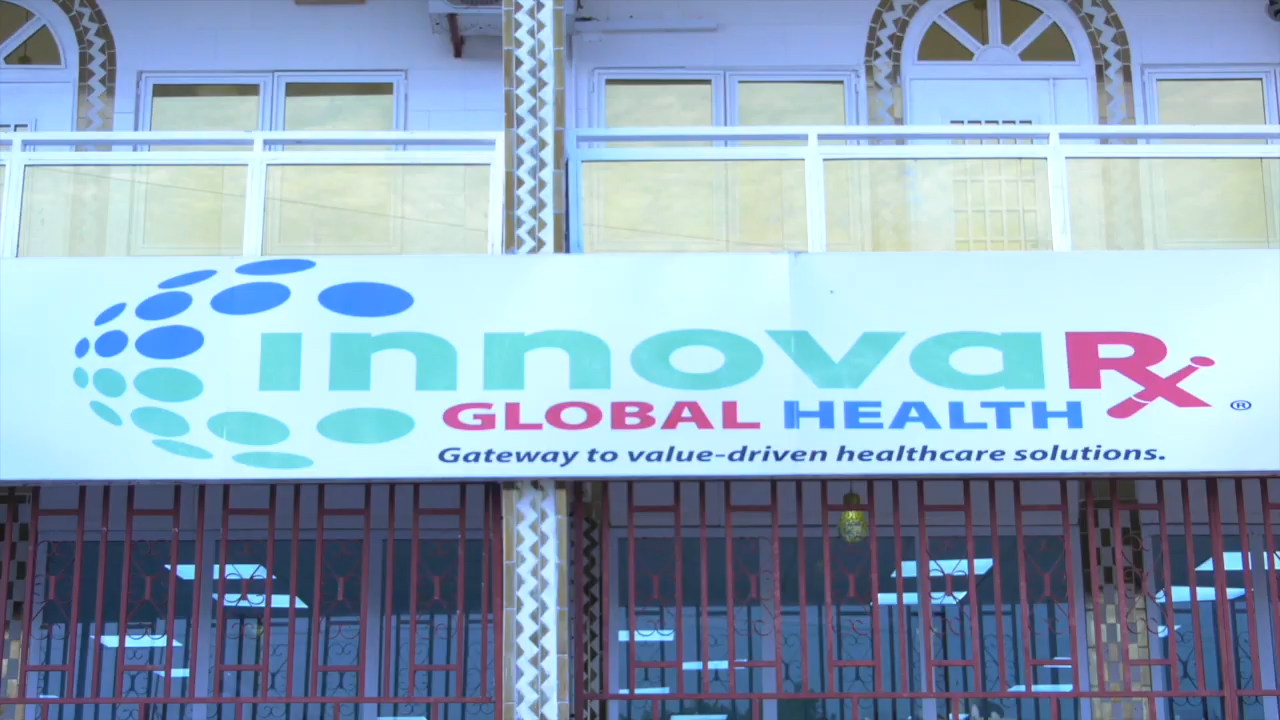 innovaRx ®
GLOBAL HEALTH
Gateway to value-driven healthcare solutions.